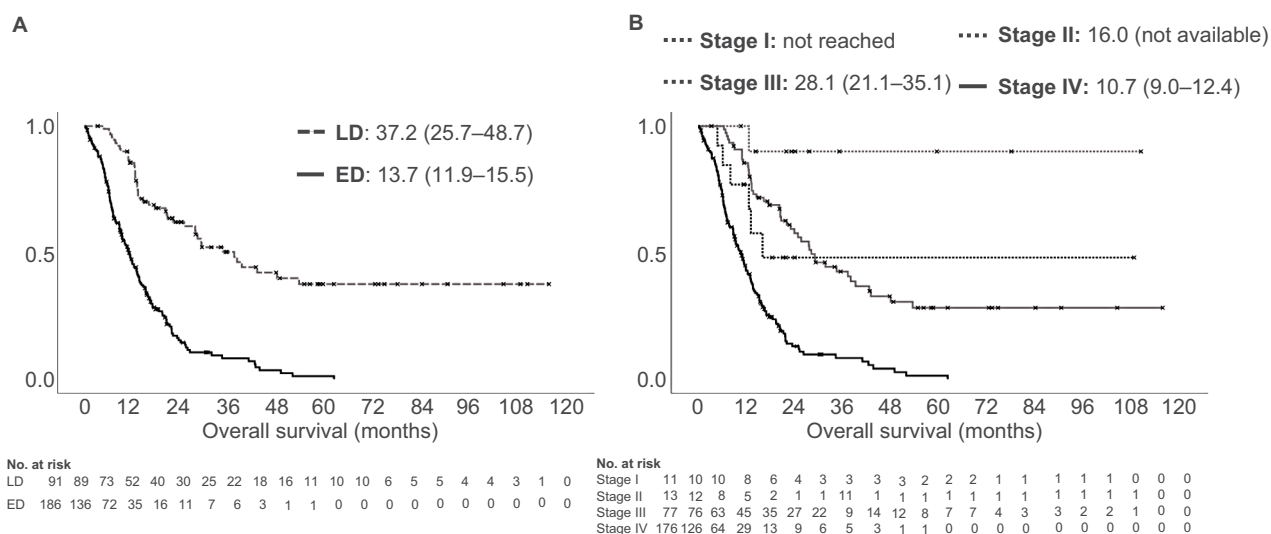 A
LD: 37.2 (25.7–48.7)
ED: 13.7 (11.9–15.5)
1.0
0.5
0.0
0 12 24 36 48 60 72 84 96 108 120
Overall survival (months)
No. at risk
LD 91 89 73 52 40 30 25 22 18 16 11 10 10 6 5 5 4 4 3 1 0
ED 186 136 72 35 16 11 7 6 3 1 1 0 0 0 0 0 0 0 0 0 0
B
Stage I: not reached
Stage II: 16.0 (not available)
Stage III: 28.1 (21.1–35.1)
Stage IV: 10.7 (9.0–12.4)
1.0
0.5
0.0
0 12 24 36 48 60 72 84 96 108 120
Overall survival (months)
No. at risk
Stage I 11 10 10 8 6 4 3 3 3 3 2 2 2 1 1 1 1 1 0 0 0
Stage II 13 12 8 5 2 1 1 11 1 1 1 1 1 1 1 1 1 1 1 0 0
Stage III 77 76 63 45 35 27 22 9 14 12 8 7 7 4 3 3 2 2 1 0 0
Stage IV 176 126 64 29 13 9 6 5 3 1 1 0 0 0 0 0 0 0 0 0 0